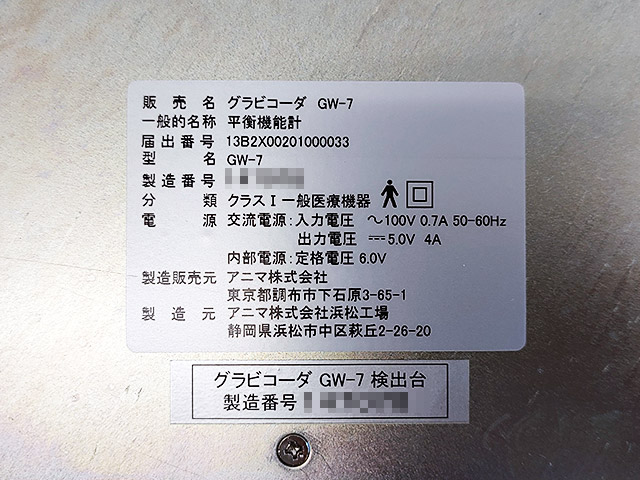 販売名 グラビコーダ GW-7
一般的名称 平衡機能計
届出番号 13B2X00201000033
型名 GW-7
製造番号
分類 クラスⅠ一般医療機器
電源 交流電源:入力電圧 ～100V 0.7A 50-60Hz
出力電圧 ⎓5.0V 4A
内部電源:定格電圧 6.0V
製造販売元 アニマ株式会社
東京都調布市下石原3-65-1
製造元 アニマ株式会社浜松工場
静岡県浜松市中区萩丘2-26-20
グラビコーダ GW-7 検出台
製造番号